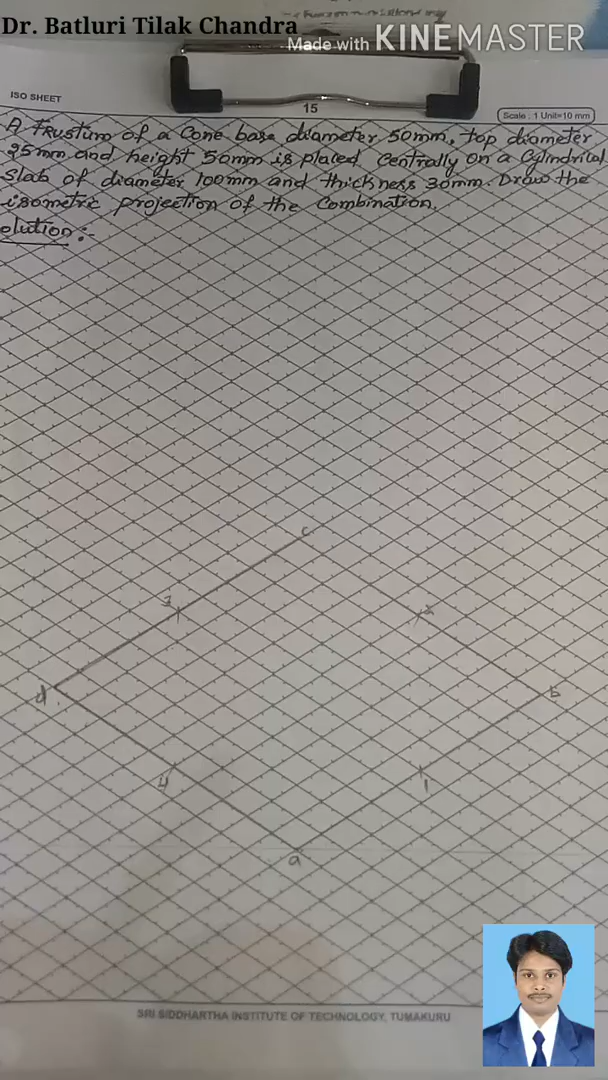 Dr. Batluri Tilak Chandra
Made with KINEMASTER
ISO SHEET
15
Scale : 1 Unit=10 mm
A Frustum of a Cone base diameter 50mm, top diameter
25mm and height 50mm is placed Centrally on a Cylindrical
Slab of diameter 100mm and thickness 30mm. Draw the
isometric projection of the Combination.
olution:-
c
3
2
d
b
4
1
a
SRI SIDDHARTHA INSTITUTE OF TECHNOLOGY, TUMAKURU